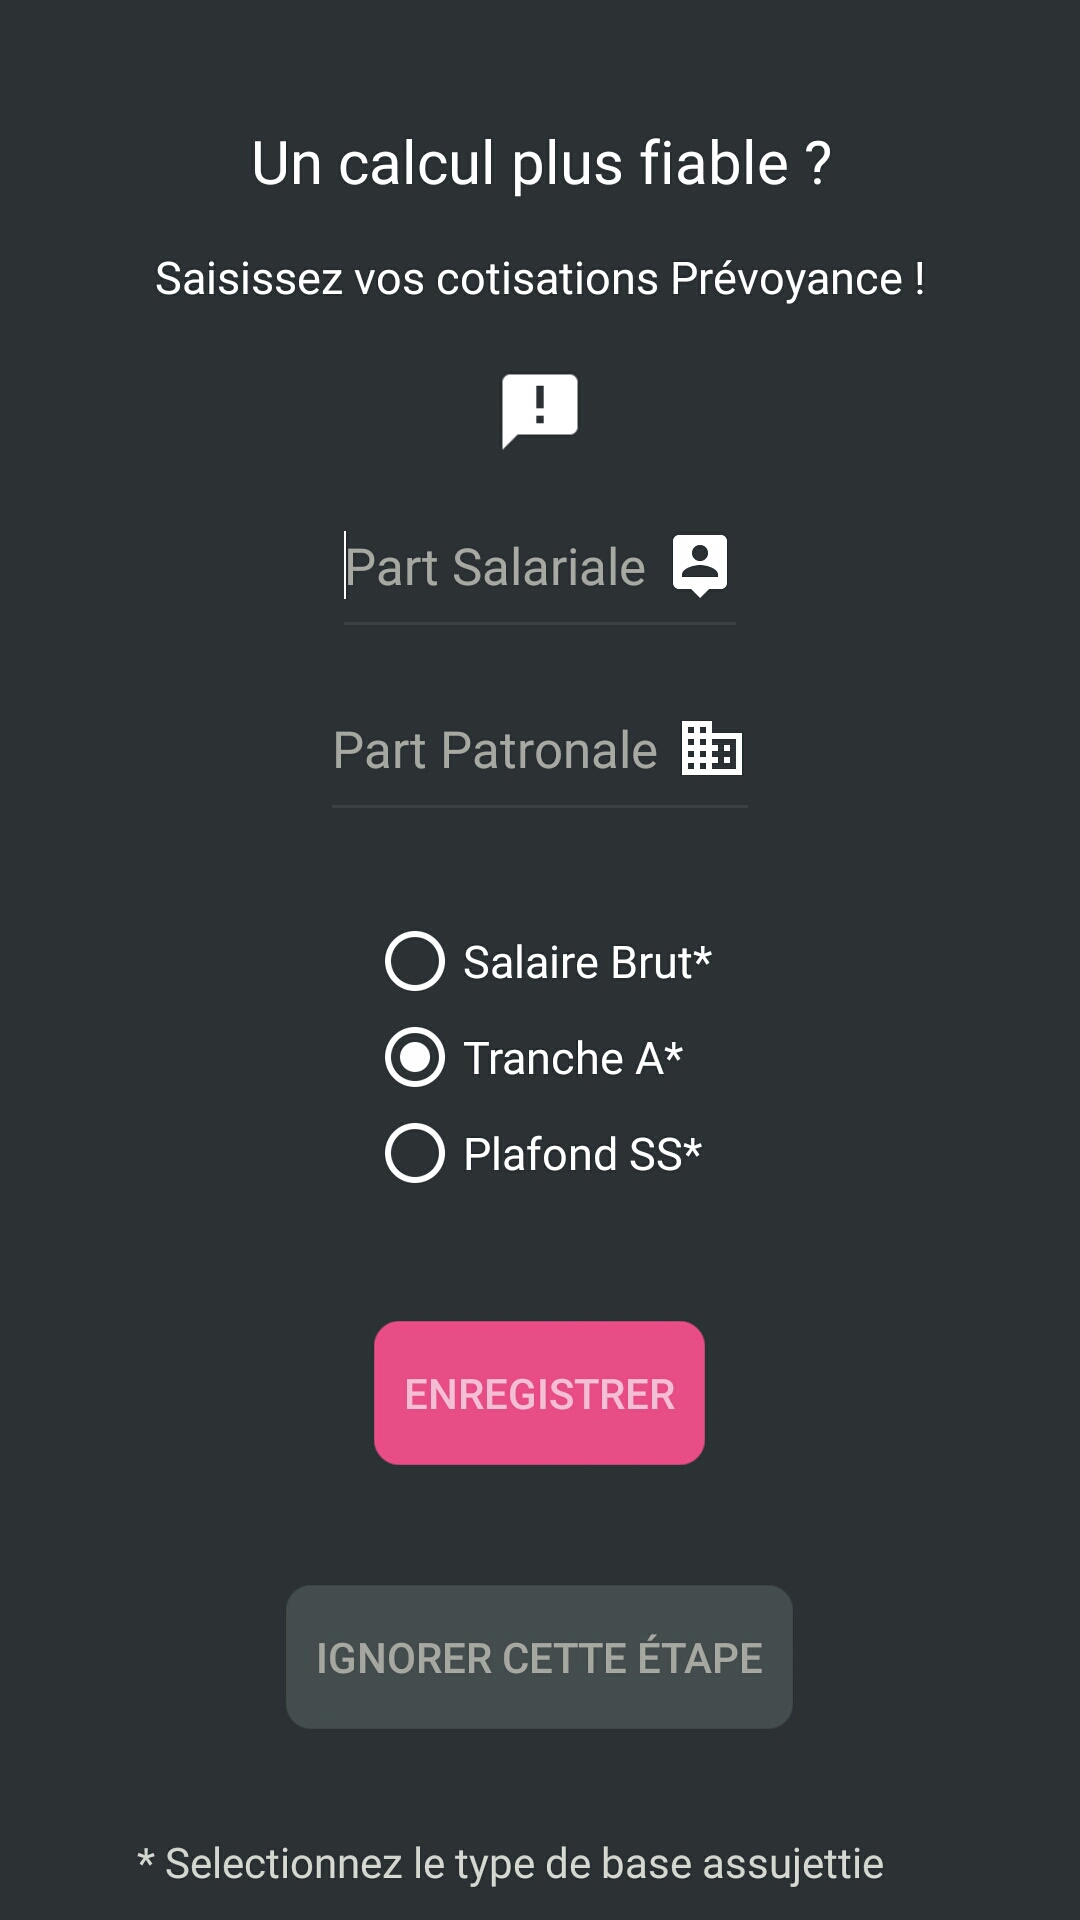 Un calcul plus fiable ?
Saisissez vos cotisations Prévoyance !
Part Salariale
Part Patronale
Salaire Brut*
Tranche A*
Plafond SS*
ENREGISTRER
IGNORER CETTE ÉTAPE
* Selectionnez le type de base assujettie